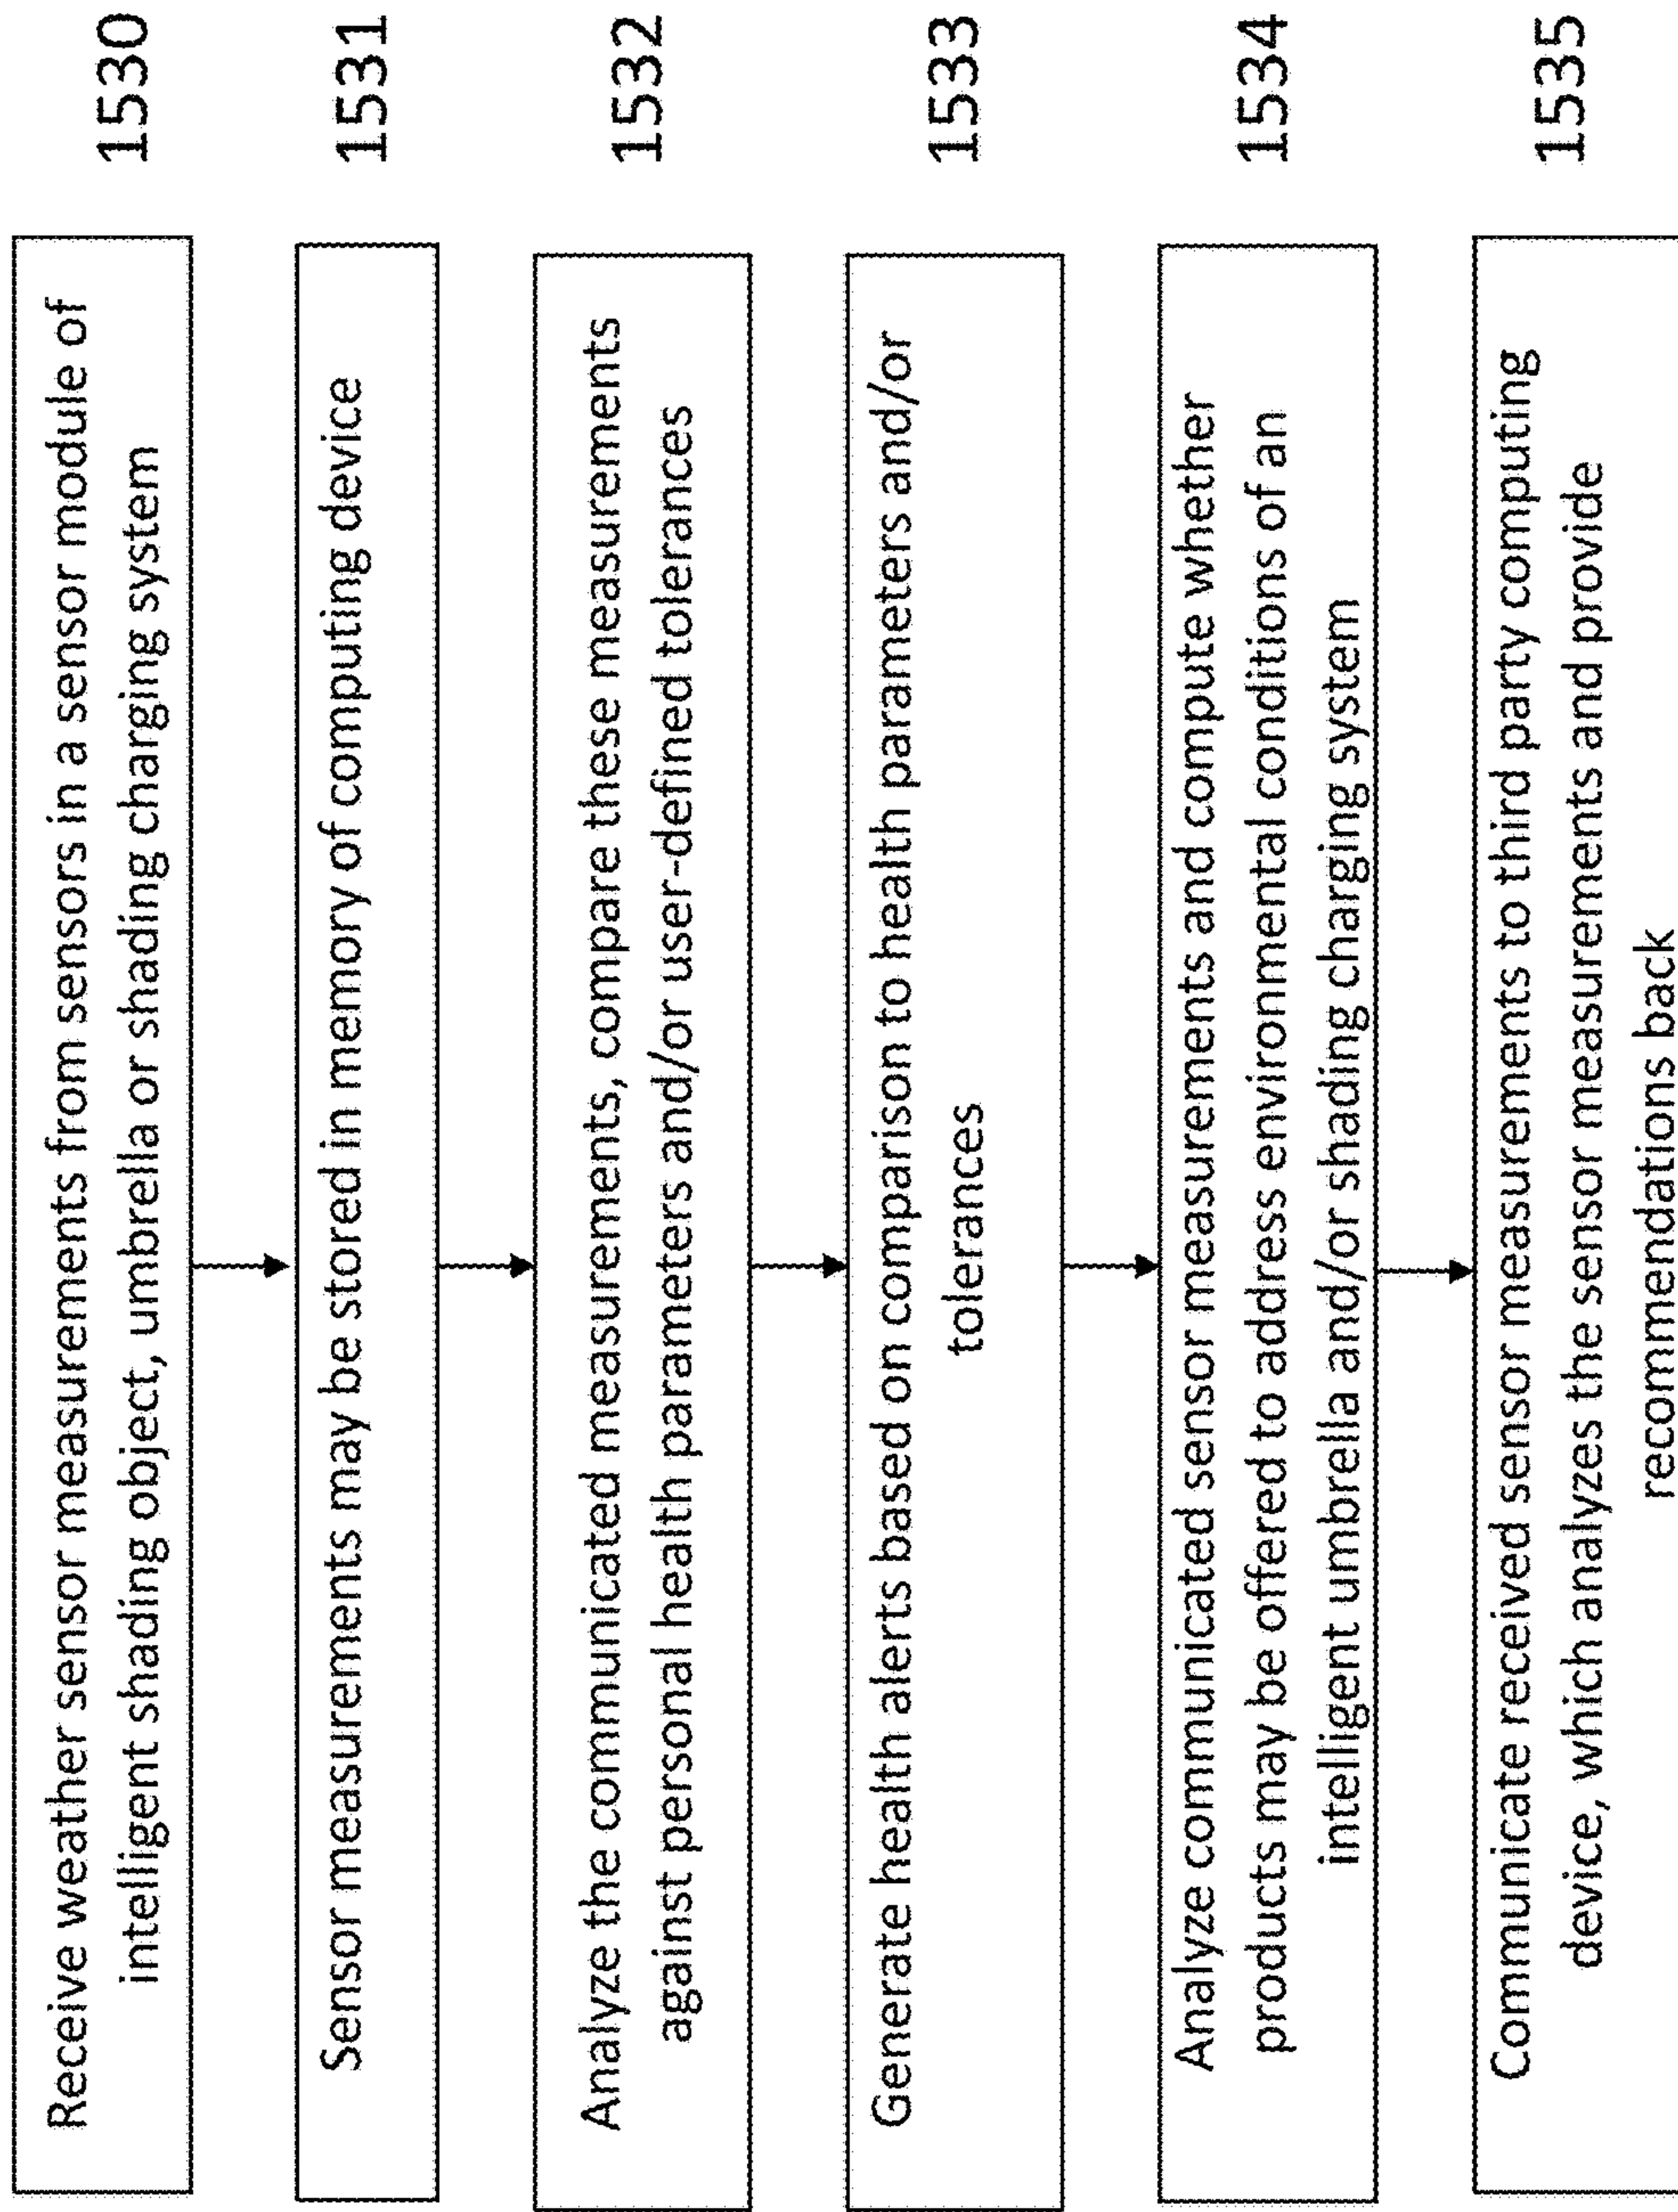 Receive weather sensor measurements from sensors in a sensor module of
intelligent shading object, umbrella or shading charging system
1530
Sensor measurements may be stored in memory of computing device
1531
Analyze the communicated measurements, compare these measurements
against personal health parameters and/or user-defined tolerances
1532
Generate health alerts based on comparison to health parameters and/or
tolerances
1533
Analyze communicated sensor measurements and compute whether
products may be offered to address environmental conditions of an
intelligent umbrella and/or shading charging system
1534
Communicate received sensor measurements to third party computing
device, which analyzes the sensor measurements and provide
recommendations back
1535